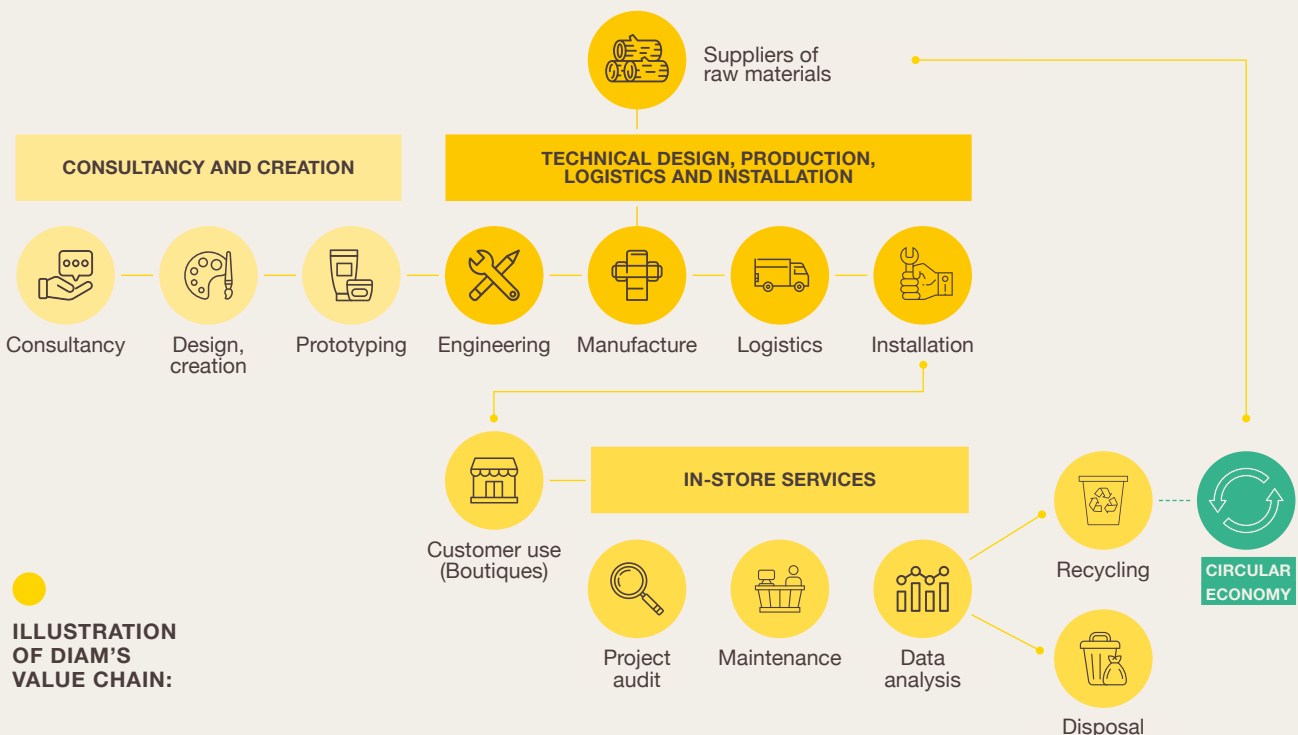 Suppliers of
raw materials
CONSULTANCY AND CREATION
TECHNICAL DESIGN, PRODUCTION,
LOGISTICS AND INSTALLATION
Consultancy
Design,
creation
Prototyping
Engineering
Manufacture
Logistics
Installation
IN-STORE SERVICES
Customer use
(Boutiques)
Project
audit
Maintenance
Data
analysis
Recycling
CIRCULAR
ECONOMY
Disposal
ILLUSTRATION
OF DIAM’S
VALUE CHAIN: